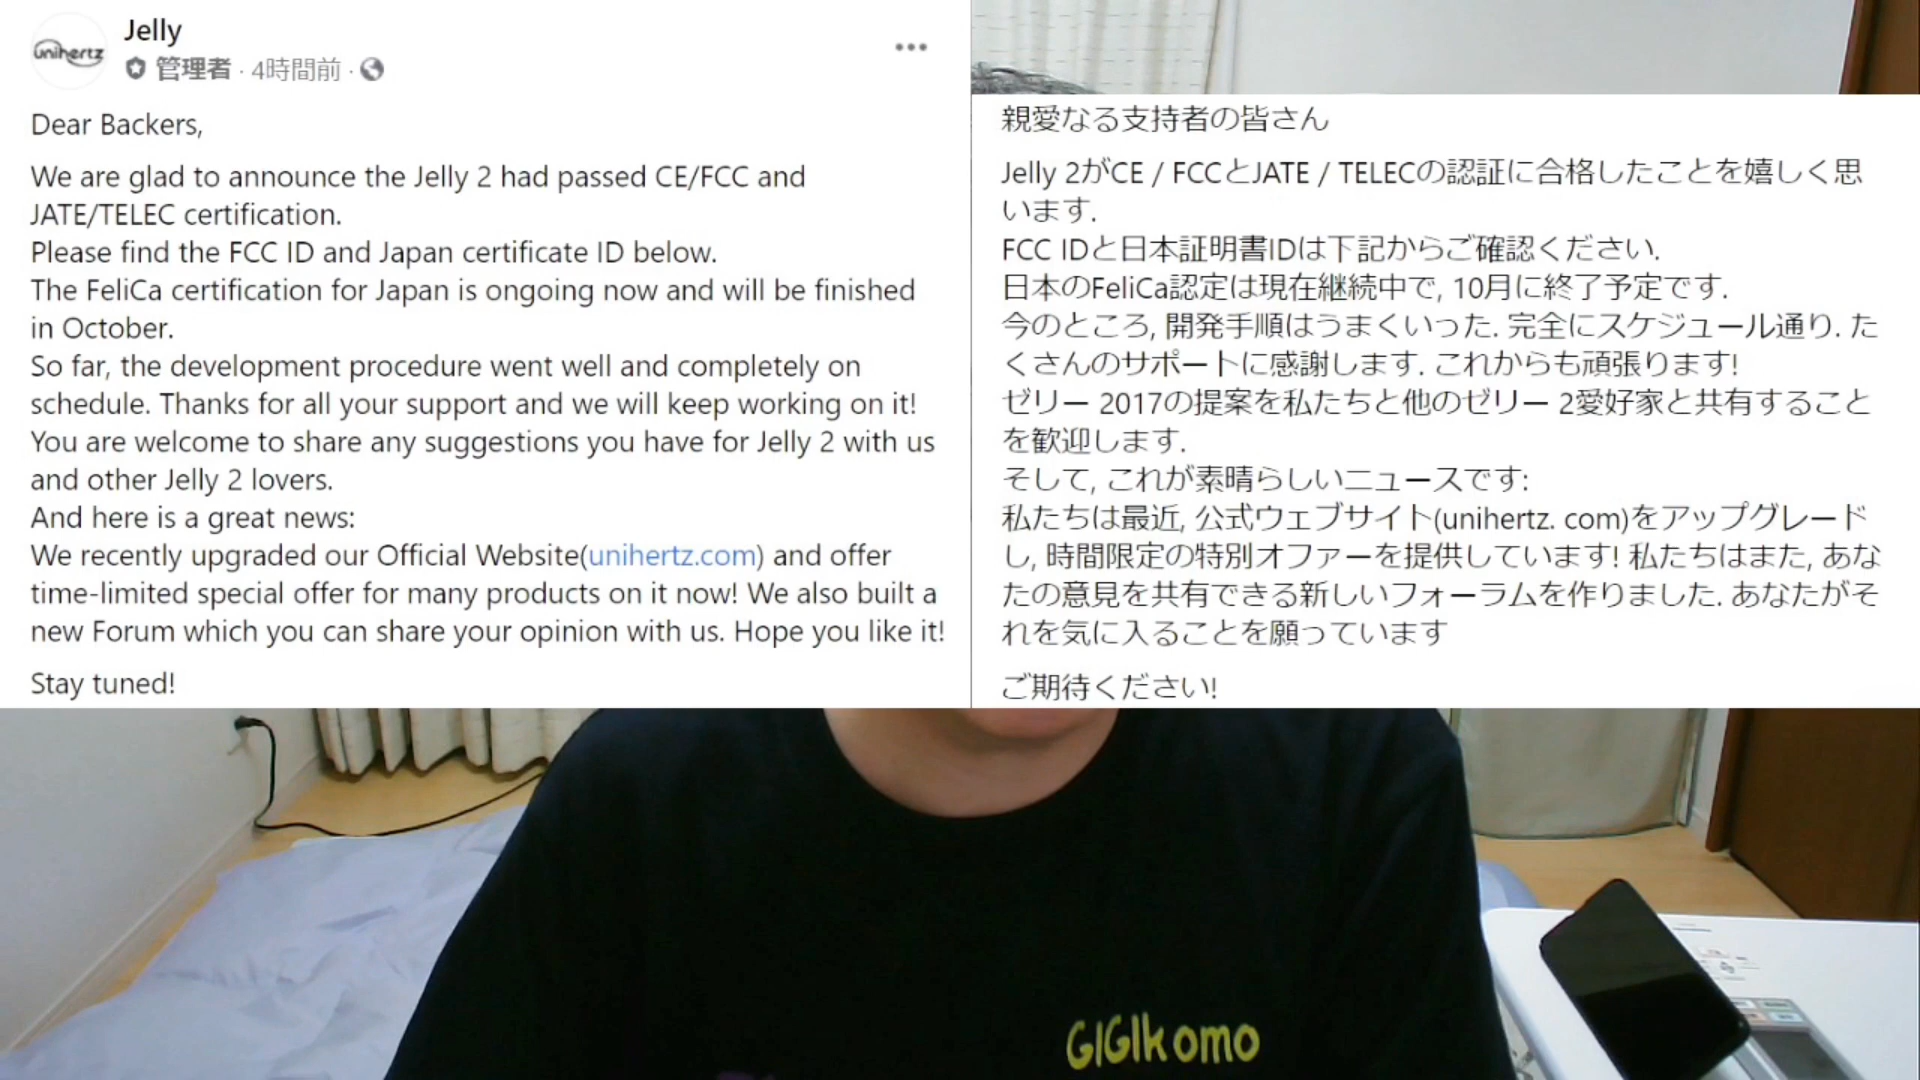 unihertz
Jelly
管理者 · 4時間前 ·
Dear Backers,
We are glad to announce the Jelly 2 had passed CE/FCC and
JATE/TELEC certification.
Please find the FCC ID and Japan certificate ID below.
The FeliCa certification for Japan is ongoing now and will be finished
in October.
So far, the development procedure went well and completely on
schedule. Thanks for all your support and we will keep working on it!
You are welcome to share any suggestions you have for Jelly 2 with us
and other Jelly 2 lovers.
And here is a great news:
We recently upgraded our Official Website(unihertz.com) and offer
time-limited special offer for many products on it now! We also built a
new Forum which you can share your opinion with us. Hope you like it!
Stay tuned!
親愛なる支持者の皆さん
Jelly 2がCE / FCCとJATE / TELECの認証に合格したことを嬉しく思
います.
FCC IDと日本証明書IDは下記からご確認ください.
日本のFeliCa認定は現在継続中で, 10月に終了予定です.
今のところ, 開発手順はうまくいった. 完全にスケジュール通り. た
くさんのサポートに感謝します. これからも頑張ります!
ゼリー 2017の提案を私たちと他のゼリー 2愛好家と共有すること
を歓迎します.
そして, これが素晴らしいニュースです:
私たちは最近, 公式ウェブサイト(unihertz. com)をアップグレード
し, 時間限定の特別オファーを提供しています! 私たちはまた, あな
たの意見を共有できる新しいフォーラムを作りました. あなたがそ
れを気に入ることを願っています
ご期待ください!
GIGIkomo